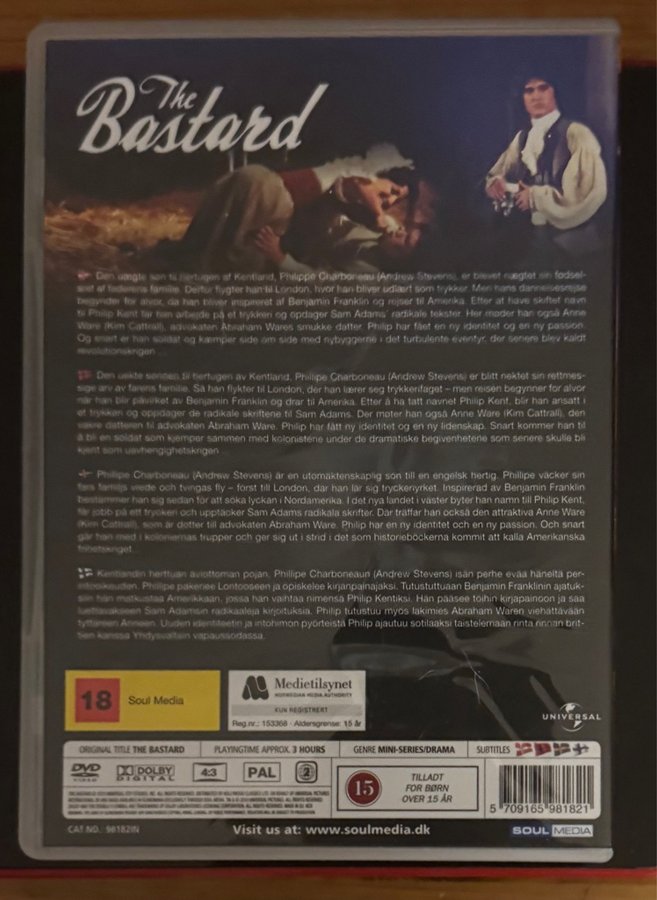 The
Bastard
Den uægte søn til hertugen af Kentland, Philippe Charboneau (Andrew Stevens), er blevet nægtet sin fødsel-
sret af faderens familie. Derfor flygter han til London, hvor han bliver udlært som trykker. Men hans dannelsesrejse
begynder for alvor, da han bliver inspireret af Benjamin Franklin og rejser til Amerika. Efter at have skiftet navn
til Philip Kent får han arbejde på et trykkeri og opdager Sam Adams' radikale tekster. Her møder han også Anne
Ware (Kim Cattrall), advokaten Abraham Wares smukke datter. Philip har fået en ny identitet og en ny passion.
Og snart er han soldat og kæmper side om side med nybyggerne i det turbulente eventyr, der senere blev kaldt
revolutionskrigen ...
Den uekte sønnen til hertugen av Kentland, Phillipe Charboneau (Andrew Stevens) er blitt nektet sin rettmes-
sige arv av farens familie. Så han flykter til London, der han lærer seg trykkerifaget – men reisen begynner for alvor
når han blir påvirket av Benjamin Franklin og drar til Amerika. Etter å ha tatt navnet Philip Kent, blir han ansatt i
et trykkeri og oppdager de radikale skriftene til Sam Adams. Der møter han også Anne Ware (Kim Cattrall), den
vakre datteren til advokaten Abraham Ware. Philip har fått ny identitet og en ny lidenskap. Snart kommer han til
å bli en soldat som kjemper sammen med kolonistene under de dramatiske begivenhetene som senere skulle bli
kjent som uavhengighetskrigen ...
Phillipe Charboneau (Andrew Stevens) är en utomäktenskaplig son till en engelsk hertig. Phillipe väcker sin
fars familjs vrede och tvingas fly – först till London, där han lär sig tryckeriyrket. Inspirerad av Benjamin Franklin
bestämmer han sig sedan för att söka lyckan i Nordamerika. I det nya landet i väster byter han namn till Philip Kent,
får jobb på ett tryckeri och upptäcker Sam Adams radikala skrifter. Där träffar han också den attraktiva Anne Ware
(Kim Cattrall), som är dotter till advokaten Abraham Ware. Philip har en ny identitet och en ny passion. Och snart
går han med i koloniernas trupper och ger sig ut i strid i det som historieböckerna kommit att kalla Amerikanska
frihetskriget...
Kentlandin herttuan aviottoman pojan, Phillipe Charboneaun (Andrew Stevens) isän perhe evää häneltä per-
intöoikeuden. Phillipe pakenee Lontooseen ja opiskelee kirjanpainajaksi. Tutustuttuaan Benjamin Franklinin ajatuk-
siin hän matkustaa Amerikkaan, jossa hän vaihtaa nimensä Philip Kentiksi. Hän pääsee töihin kirjapainoon ja saa
luettavakseen Sam Adamsin radikaaleja kirjoituksia. Philip tutustuu myös lakimies Abraham Waren viehättävään
tyttäreen Anneen. Uuden identiteetin ja intohimon pyörteistä Philip ajautuu sotilaaksi taistelemaan rinta rinnan brit-
tien kanssa Yhdysvaltain vapaussodassa.
18 Soul Media
Medietilsynet
NORWEGIAN MEDIA AUTHORITY
KUN REGISTRERT
Reg.nr.: 153368 - Aldersgrense: 15 år
UNIVERSAL
ORIGINAL TITLE THE BASTARD PLAYINGTIME APPROX. 3 HOURS GENRE MINI-SERIES/DRAMA SUBTITLES
DVD VIDEO DOLBY DIGITAL 4:3 PAL 2
15 TILLADT
FOR BØRN
OVER 15 ÅR
5 709165 981821
CAT NO.: 98182IN Visit us at: www.soulmedia.dk SOUL MEDIA